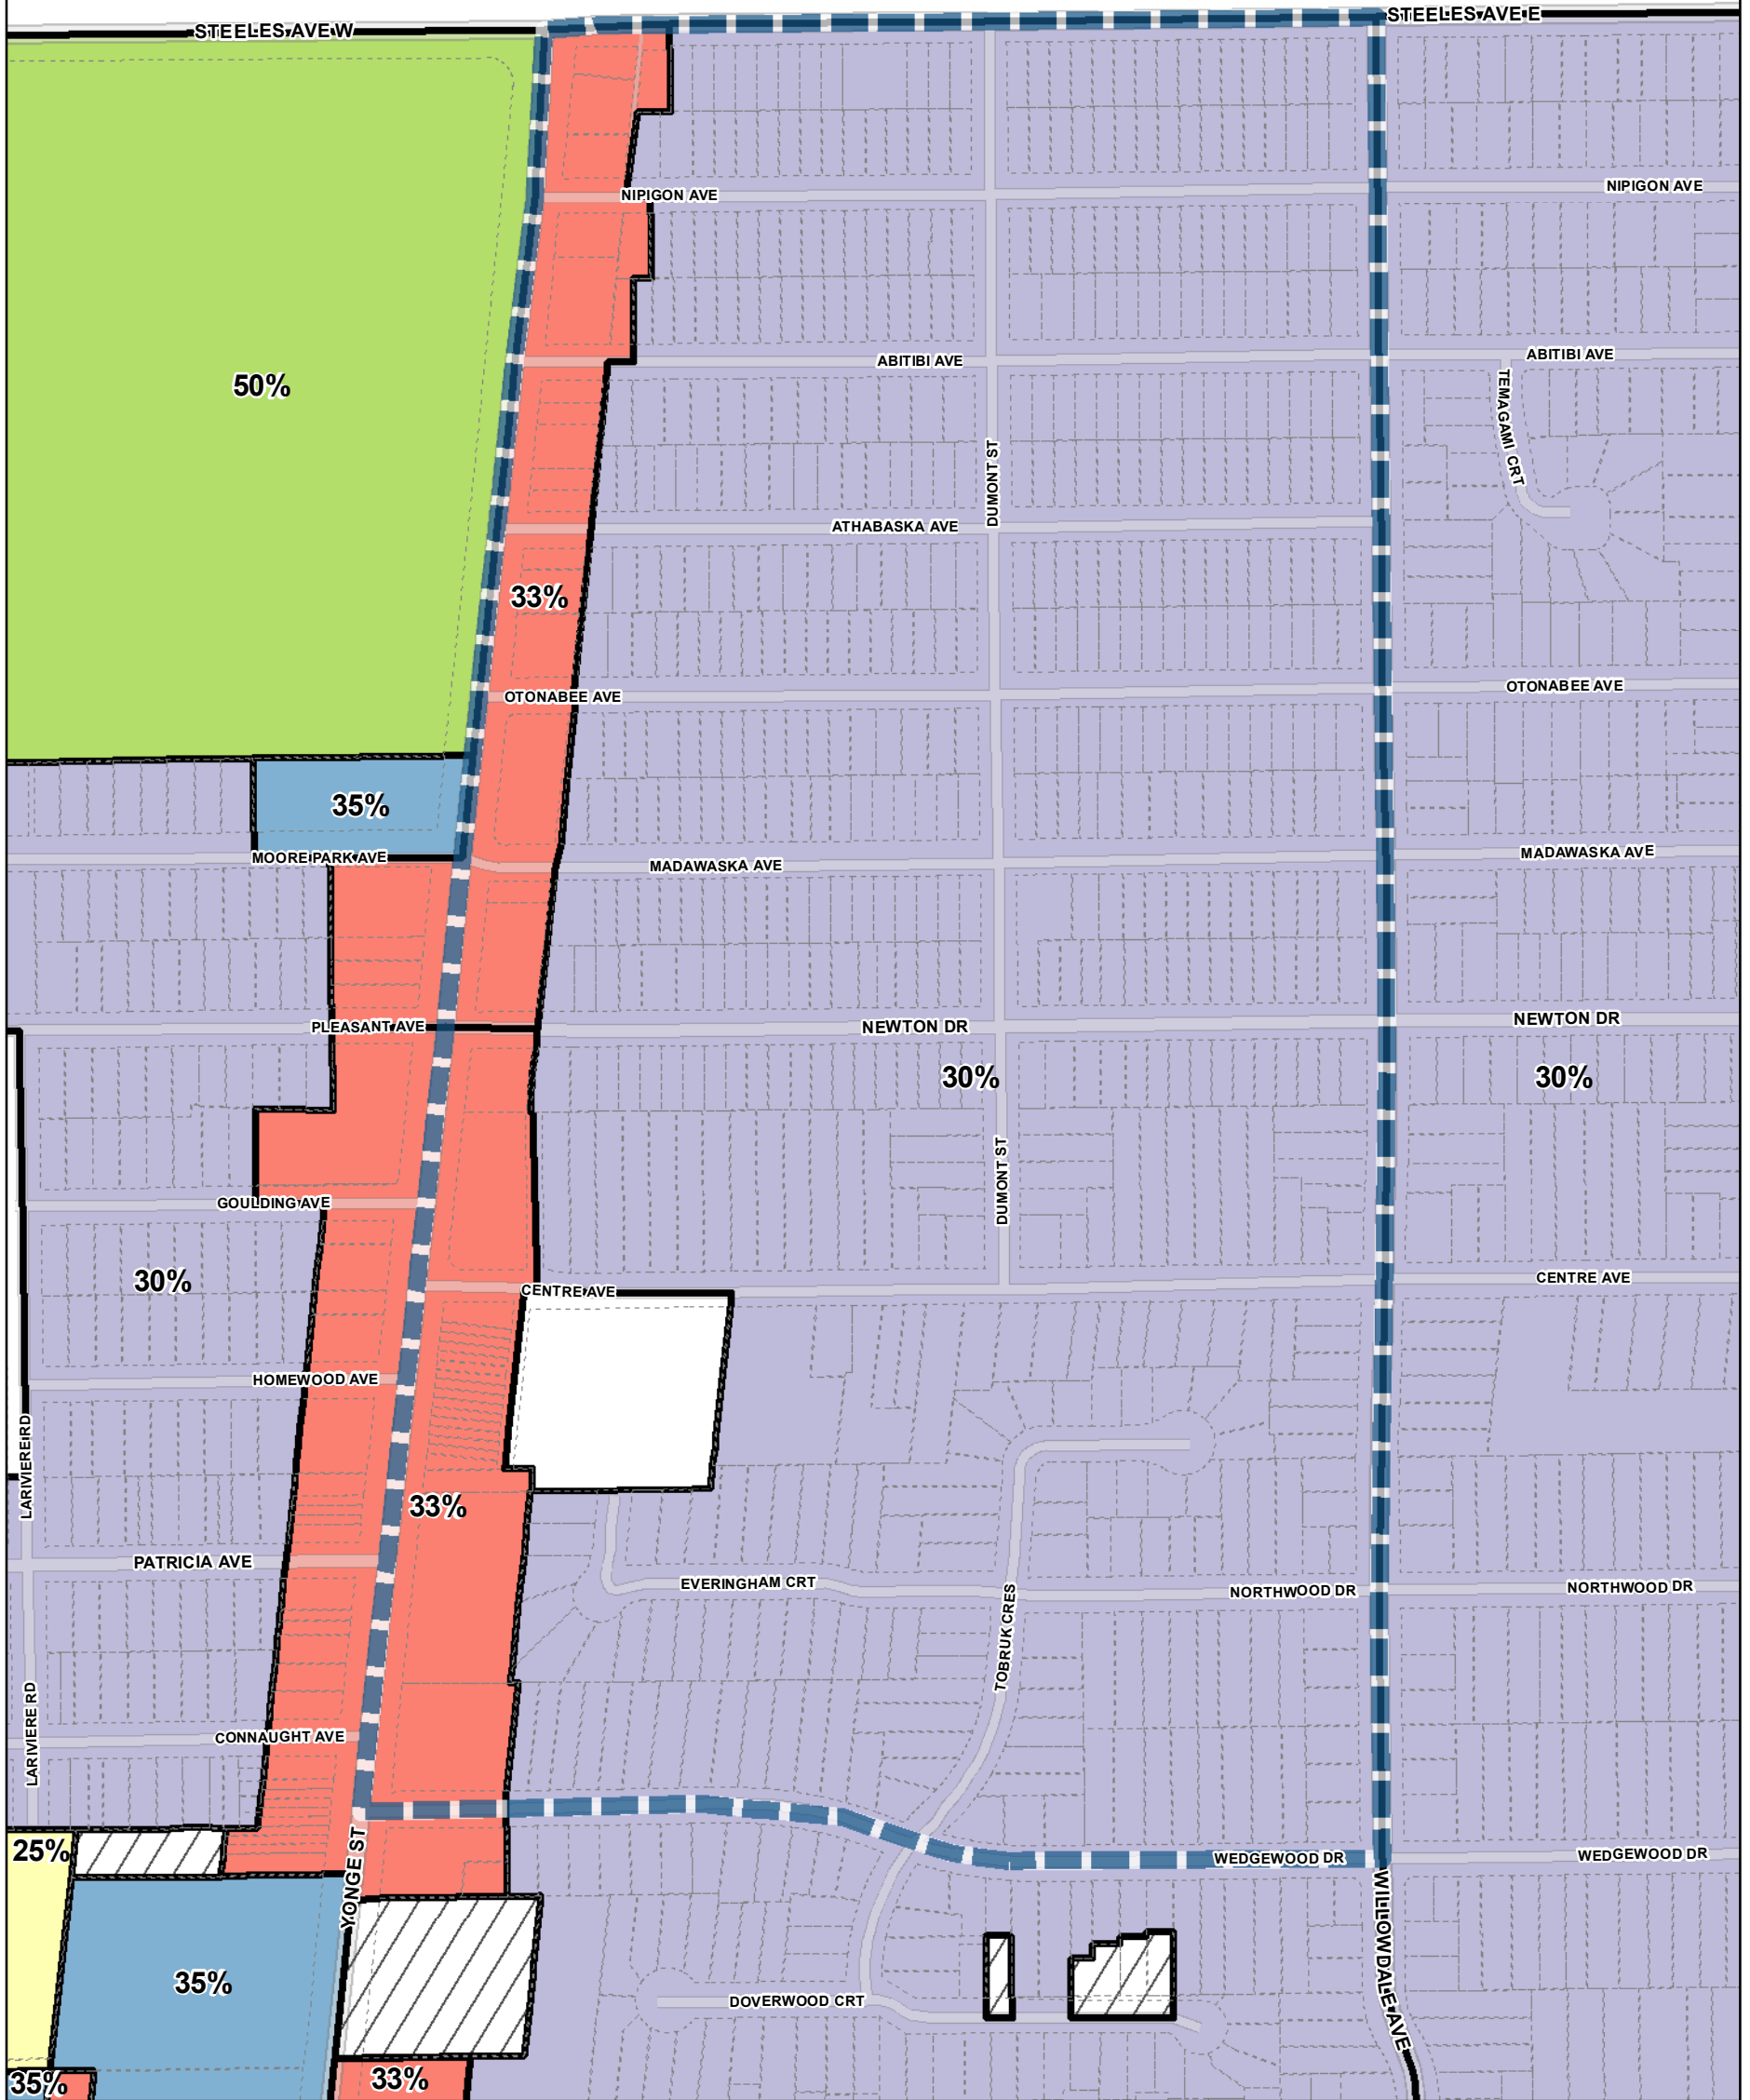 STEELES AVE W
STEELES AVE E
NIPIGON AVE
NIPIGON AVE
ABITIBI AVE
ABITIBI AVE
50%
TEMAGAMI CRT
DUMONT ST
ATHABASKA AVE
33%
OTONABEE AVE
OTONABEE AVE
35%
MOORE PARK AVE
MADAWASKA AVE
MADAWASKA AVE
PLEASANT AVE
NEWTON DR
NEWTON DR
30%
30%
DUMONT ST
GOULDING AVE
30%
CENTRE AVE
CENTRE AVE
HOMEWOOD AVE
LARIVIERE RD
33%
PATRICIA AVE
EVERINGHAM CRT
NORTHWOOD DR
NORTHWOOD DR
TOBRUK CRES
LARIVIERE RD
CONNAUGHT AVE
25%
YONGE ST
WEDGEWOOD DR
WEDGEWOOD DR
WILLOWDALE AVE
35%
DOVERWOOD CRT
35%
33%